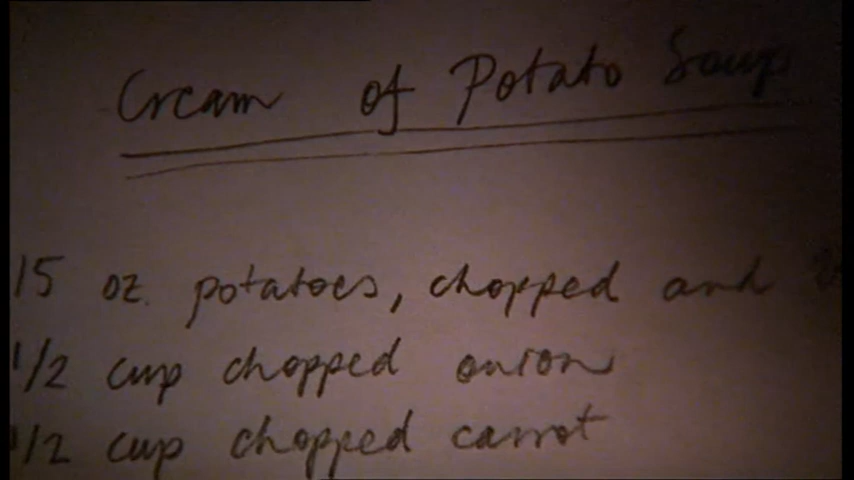 Cream of Potato Soup
15 oz. potatoes, chopped and
1/2 cup chopped onion
1/2 cup chopped carrot